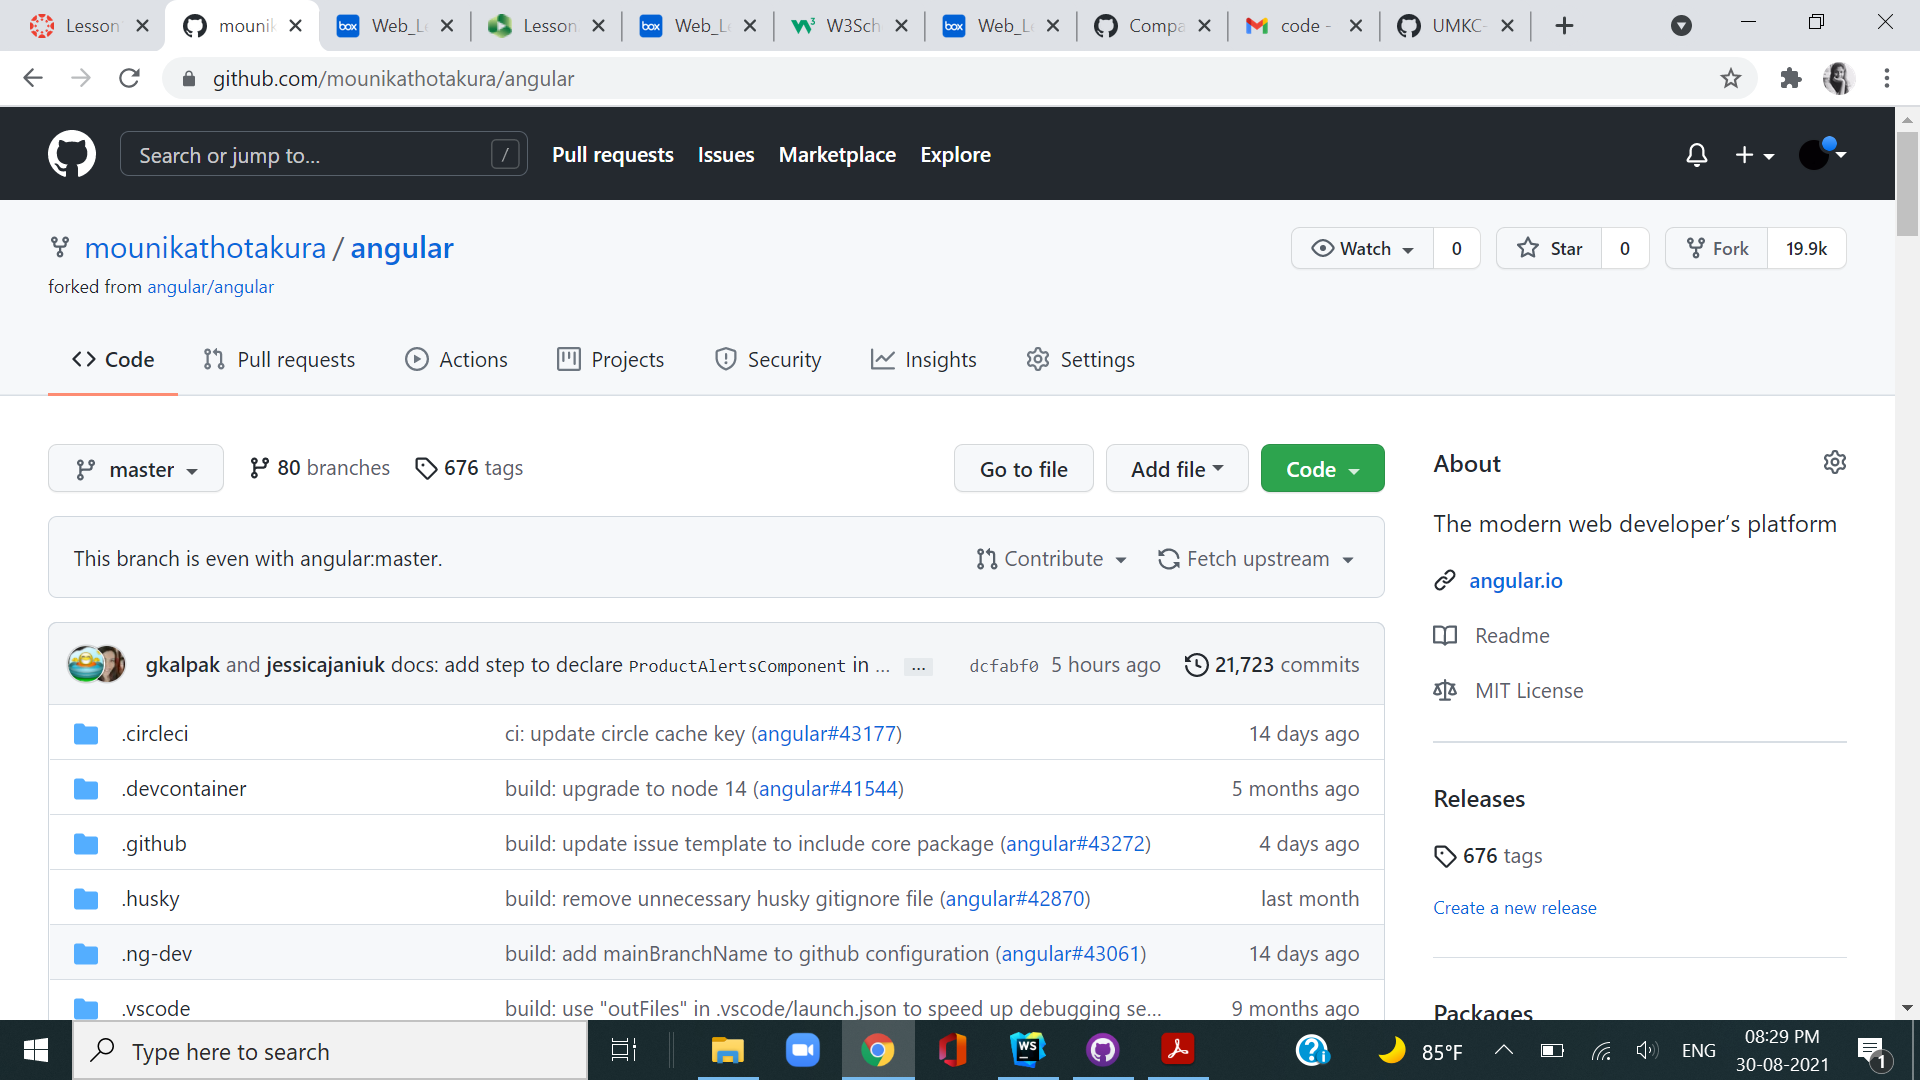 Lesson mounik Web_Le Lesson Web_Le W3Sch Web_Le Compa code - UMKC-
github.com/mounikathotakura/angular
Search or jump to... / Pull requests Issues Marketplace Explore
mounikathotakura / angular Watch 0 Star 0 Fork 19.9k
forked from angular/angular
Code Pull requests Actions Projects Security Insights Settings
master 80 branches 676 tags Go to file Add file Code
This branch is even with angular:master. Contribute Fetch upstream
gkalpak and jessicajaniuk docs: add step to declare ProductAlertsComponent in ... ... dcfabf0 5 hours ago 21,723 commits
.circleci ci: update circle cache key (angular#43177) 14 days ago
.devcontainer build: upgrade to node 14 (angular#41544) 5 months ago
.github build: update issue template to include core package (angular#43272) 4 days ago
.husky build: remove unnecessary husky gitignore file (angular#42870) last month
.ng-dev build: add mainBranchName to github configuration (angular#43061) 14 days ago
.vscode build: use "outFiles" in .vscode/launch.json to speed up debugging se... 9 months ago
About
The modern web developer’s platform
angular.io
Readme
MIT License
Releases
676 tags
Create a new release
Packages
Type here to search WS 85°F ENG 08:29 PM
30-08-2021 1